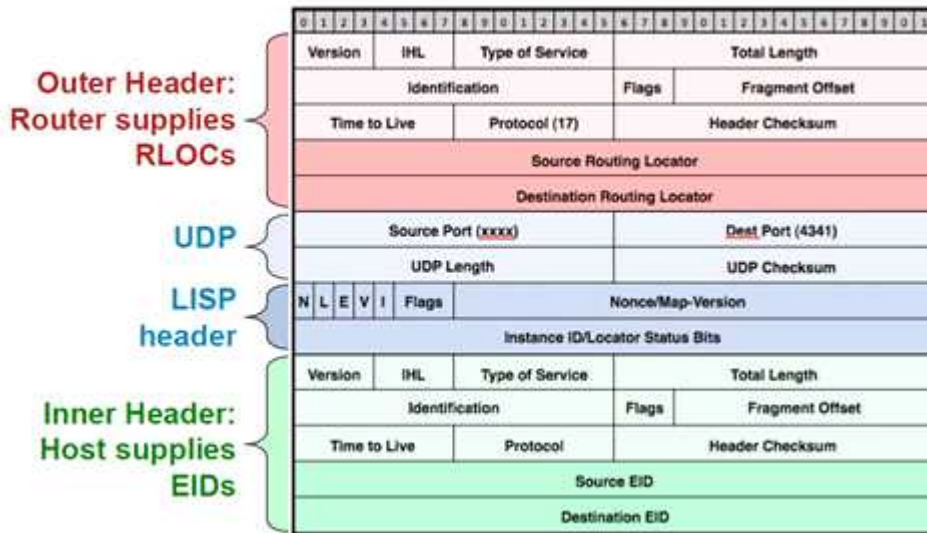 0 1 2 3 4 5 6 7 8 9 0 1 2 3 4 5 6 7 8 9 0 1 2 3 4 5 6 7 8 9 0 1
Outer Header:
Router supplies
RLOCs
Version IHL Type of Service Total Length
Identification Flags Fragment Offset
Time to Live Protocol (17) Header Checksum
Source Routing Locator
Destination Routing Locator
UDP
Source Port (xxxx) Dest Port (4341)
UDP Length UDP Checksum
LISP
header
N L E V I Flags Nonce/Map-Version
Instance ID/Locator Status Bits
Inner Header:
Host supplies
EIDs
Version IHL Type of Service Total Length
Identification Flags Fragment Offset
Time to Live Protocol Header Checksum
Source EID
Destination EID